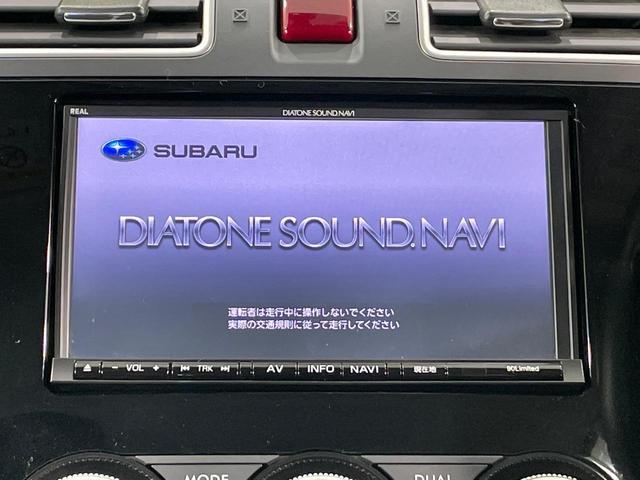 REAL
DIATONE SOUND.NAVI
SUBARU
DIATONE SOUND.NAVI
運転者は走行中に操作しないでください
実際の交通規則に従って走行してください
− VOL + TRK AV INFO NAVI 現在地 90Limited
MODE DUAL